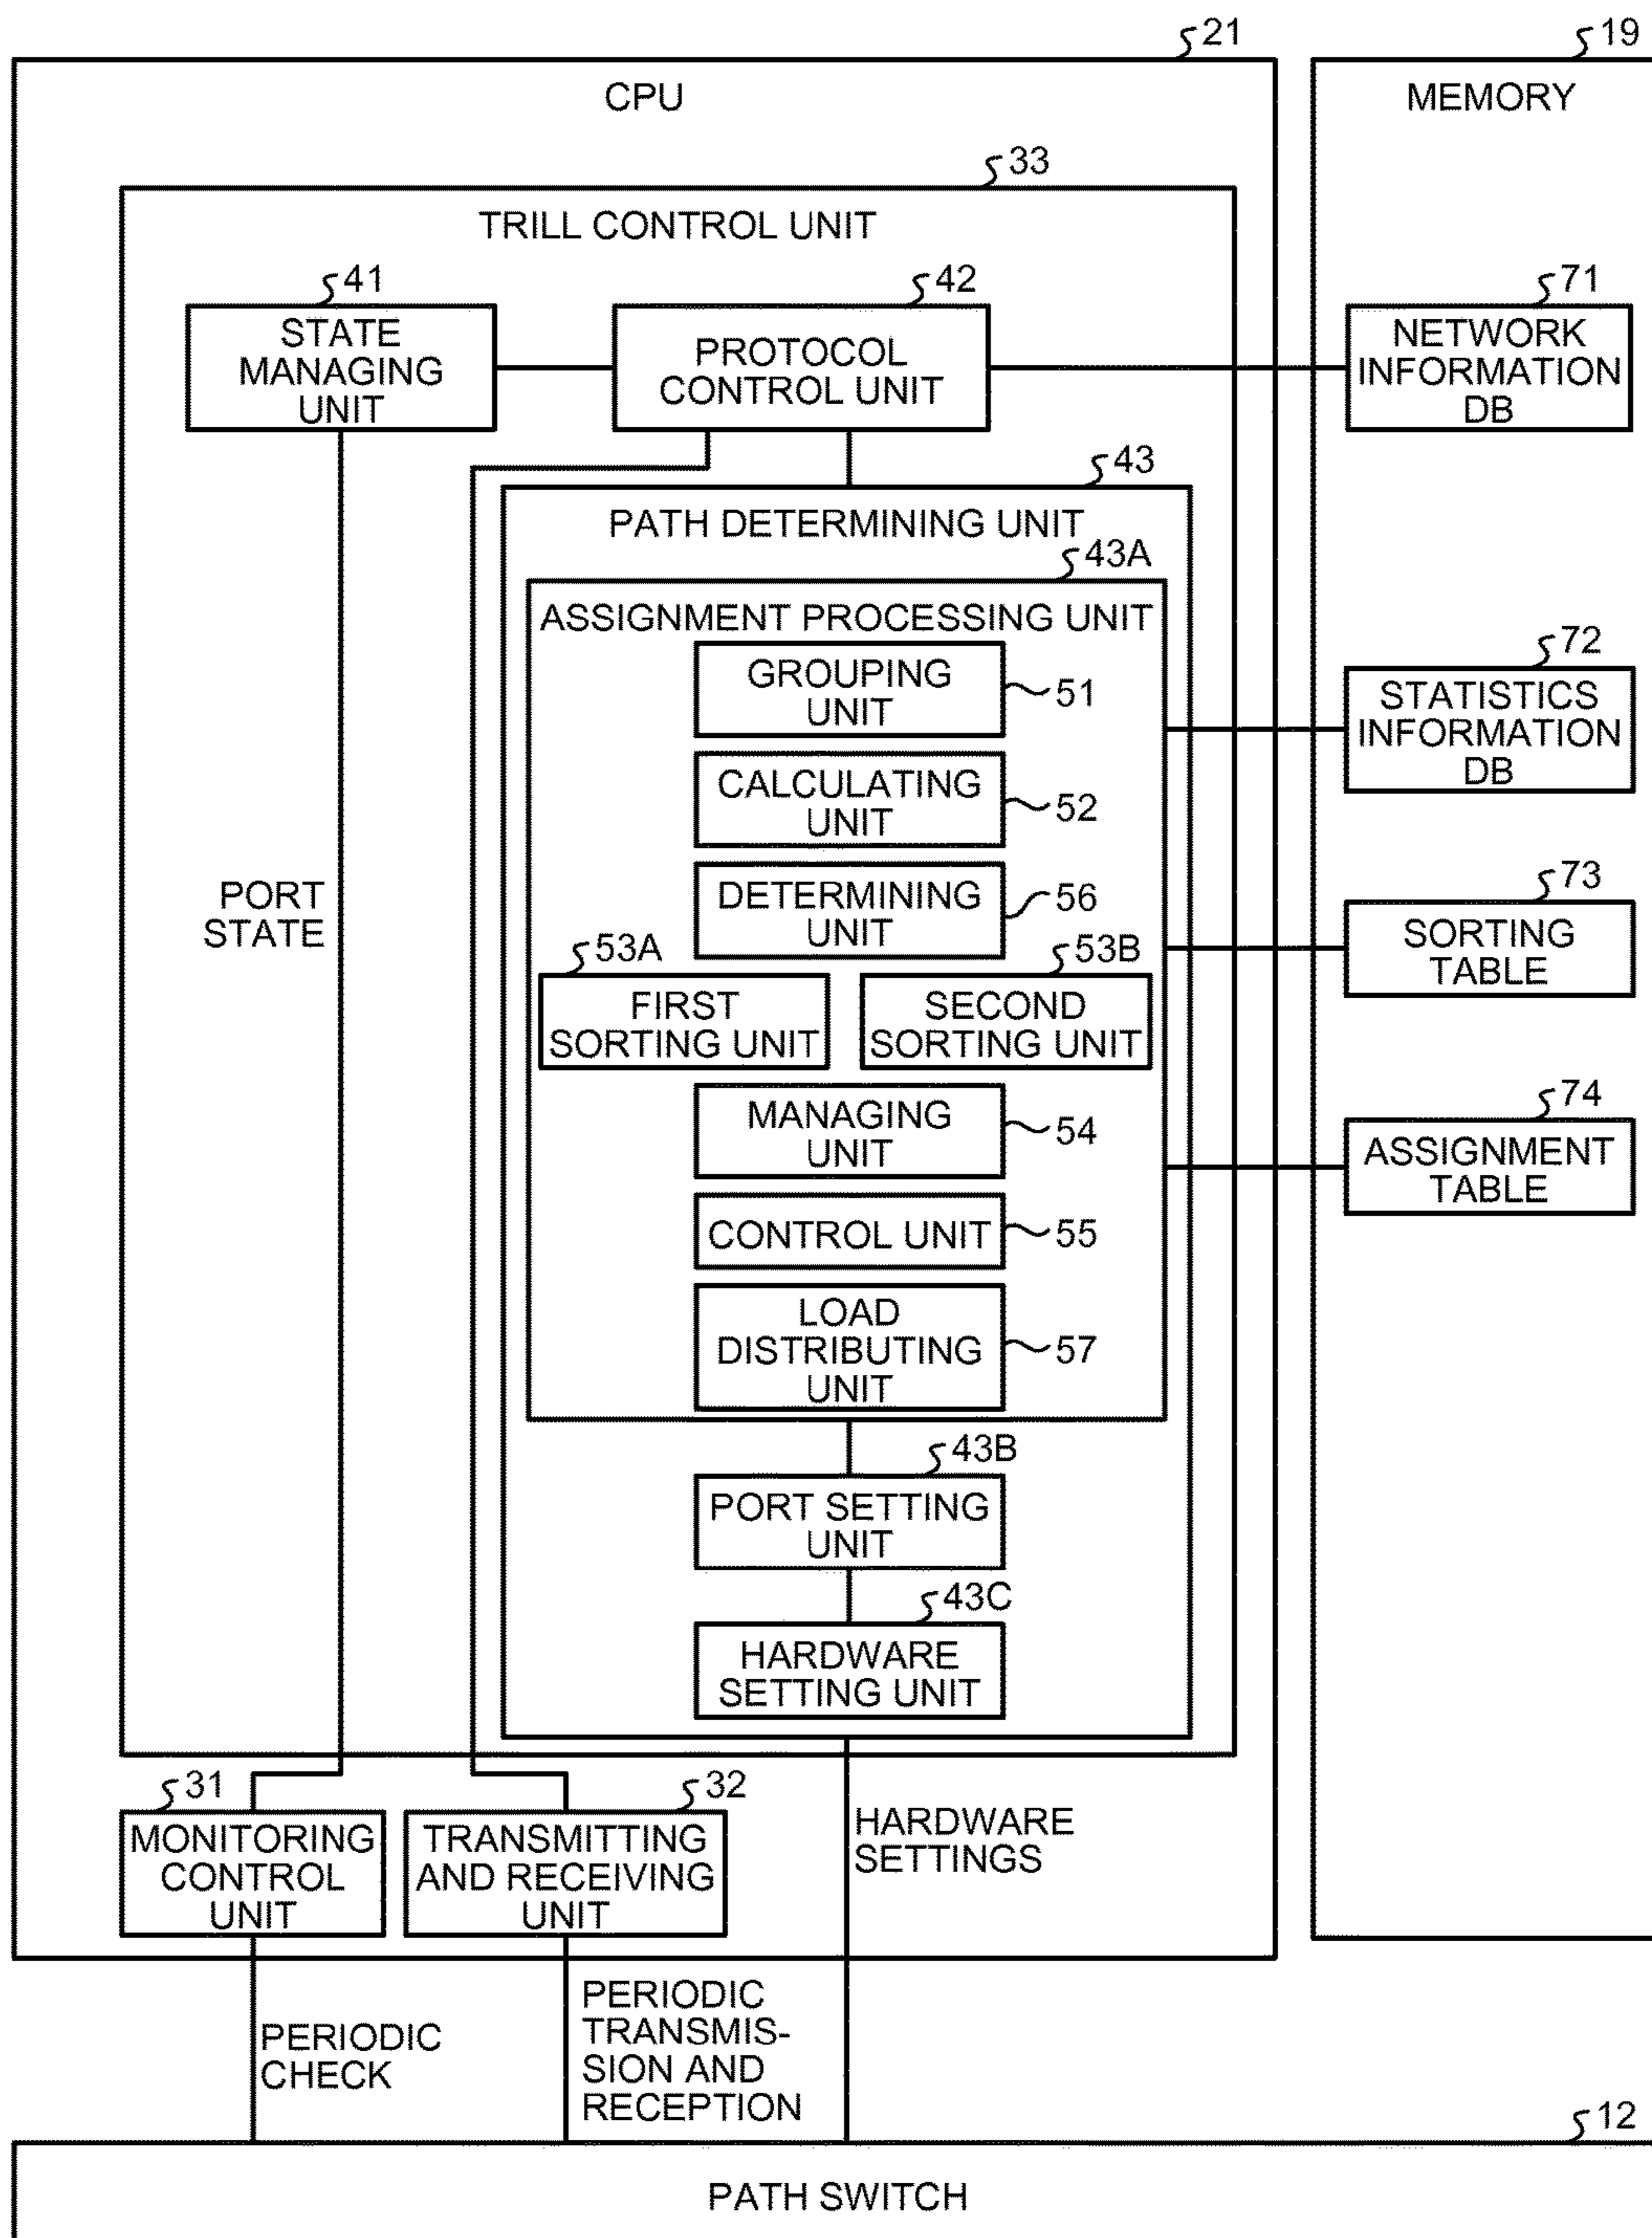 21
19
CPU
MEMORY
33
TRILL CONTROL UNIT
41
42
71
STATE
MANAGING
UNIT
PROTOCOL
CONTROL UNIT
NETWORK
INFORMATION
DB
43
PATH DETERMINING UNIT
43A
ASSIGNMENT PROCESSING UNIT
GROUPING
UNIT
51
72
STATISTICS
INFORMATION
DB
CALCULATING
UNIT
52
PORT
STATE
DETERMINING
UNIT
56
73
SORTING
TABLE
53A
53B
FIRST
SORTING UNIT
SECOND
SORTING UNIT
MANAGING
UNIT
54
74
ASSIGNMENT
TABLE
CONTROL UNIT
55
LOAD
DISTRIBUTING
UNIT
57
43B
PORT SETTING
UNIT
43C
HARDWARE
SETTING UNIT
31
32
MONITORING
CONTROL
UNIT
TRANSMITTING
AND RECEIVING
UNIT
HARDWARE
SETTINGS
PERIODIC
CHECK
PERIODIC
TRANSMIS-
SION AND
RECEPTION
12
PATH SWITCH